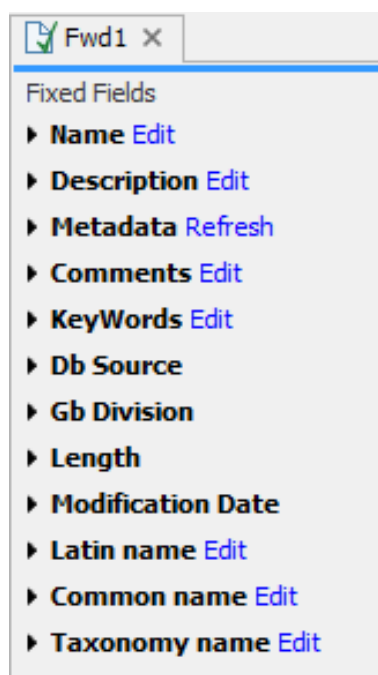 Fwd1
Fixed Fields
Name Edit
Description Edit
Metadata Refresh
Comments Edit
KeyWords Edit
Db Source
Gb Division
Length
Modification Date
Latin name Edit
Common name Edit
Taxonomy name Edit